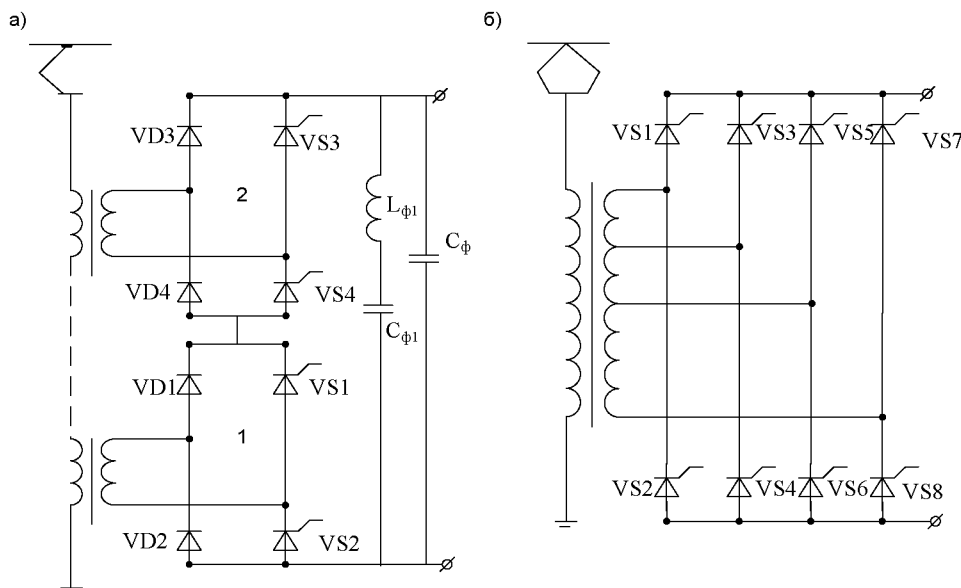 а)
б)
VD3
VS3
2
Lф1
Cф
VD4
VS4
Cф1
VD1
VS1
1
VD2
VS2
VS1
VS3
VS5
VS7
VS2
VS4
VS6
VS8